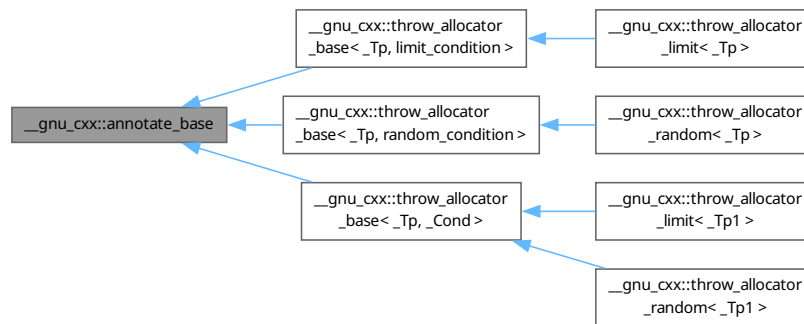 __gnu_cxx::throw_allocator
_base< _Tp, limit_condition >
__gnu_cxx::throw_allocator
_limit< _Tp >
__gnu_cxx::annotate_base
__gnu_cxx::throw_allocator
_base< _Tp, random_condition >
__gnu_cxx::throw_allocator
_random< _Tp >
__gnu_cxx::throw_allocator
_base< _Tp, _Cond >
__gnu_cxx::throw_allocator
_limit< _Tp1 >
__gnu_cxx::throw_allocator
_random< _Tp1 >